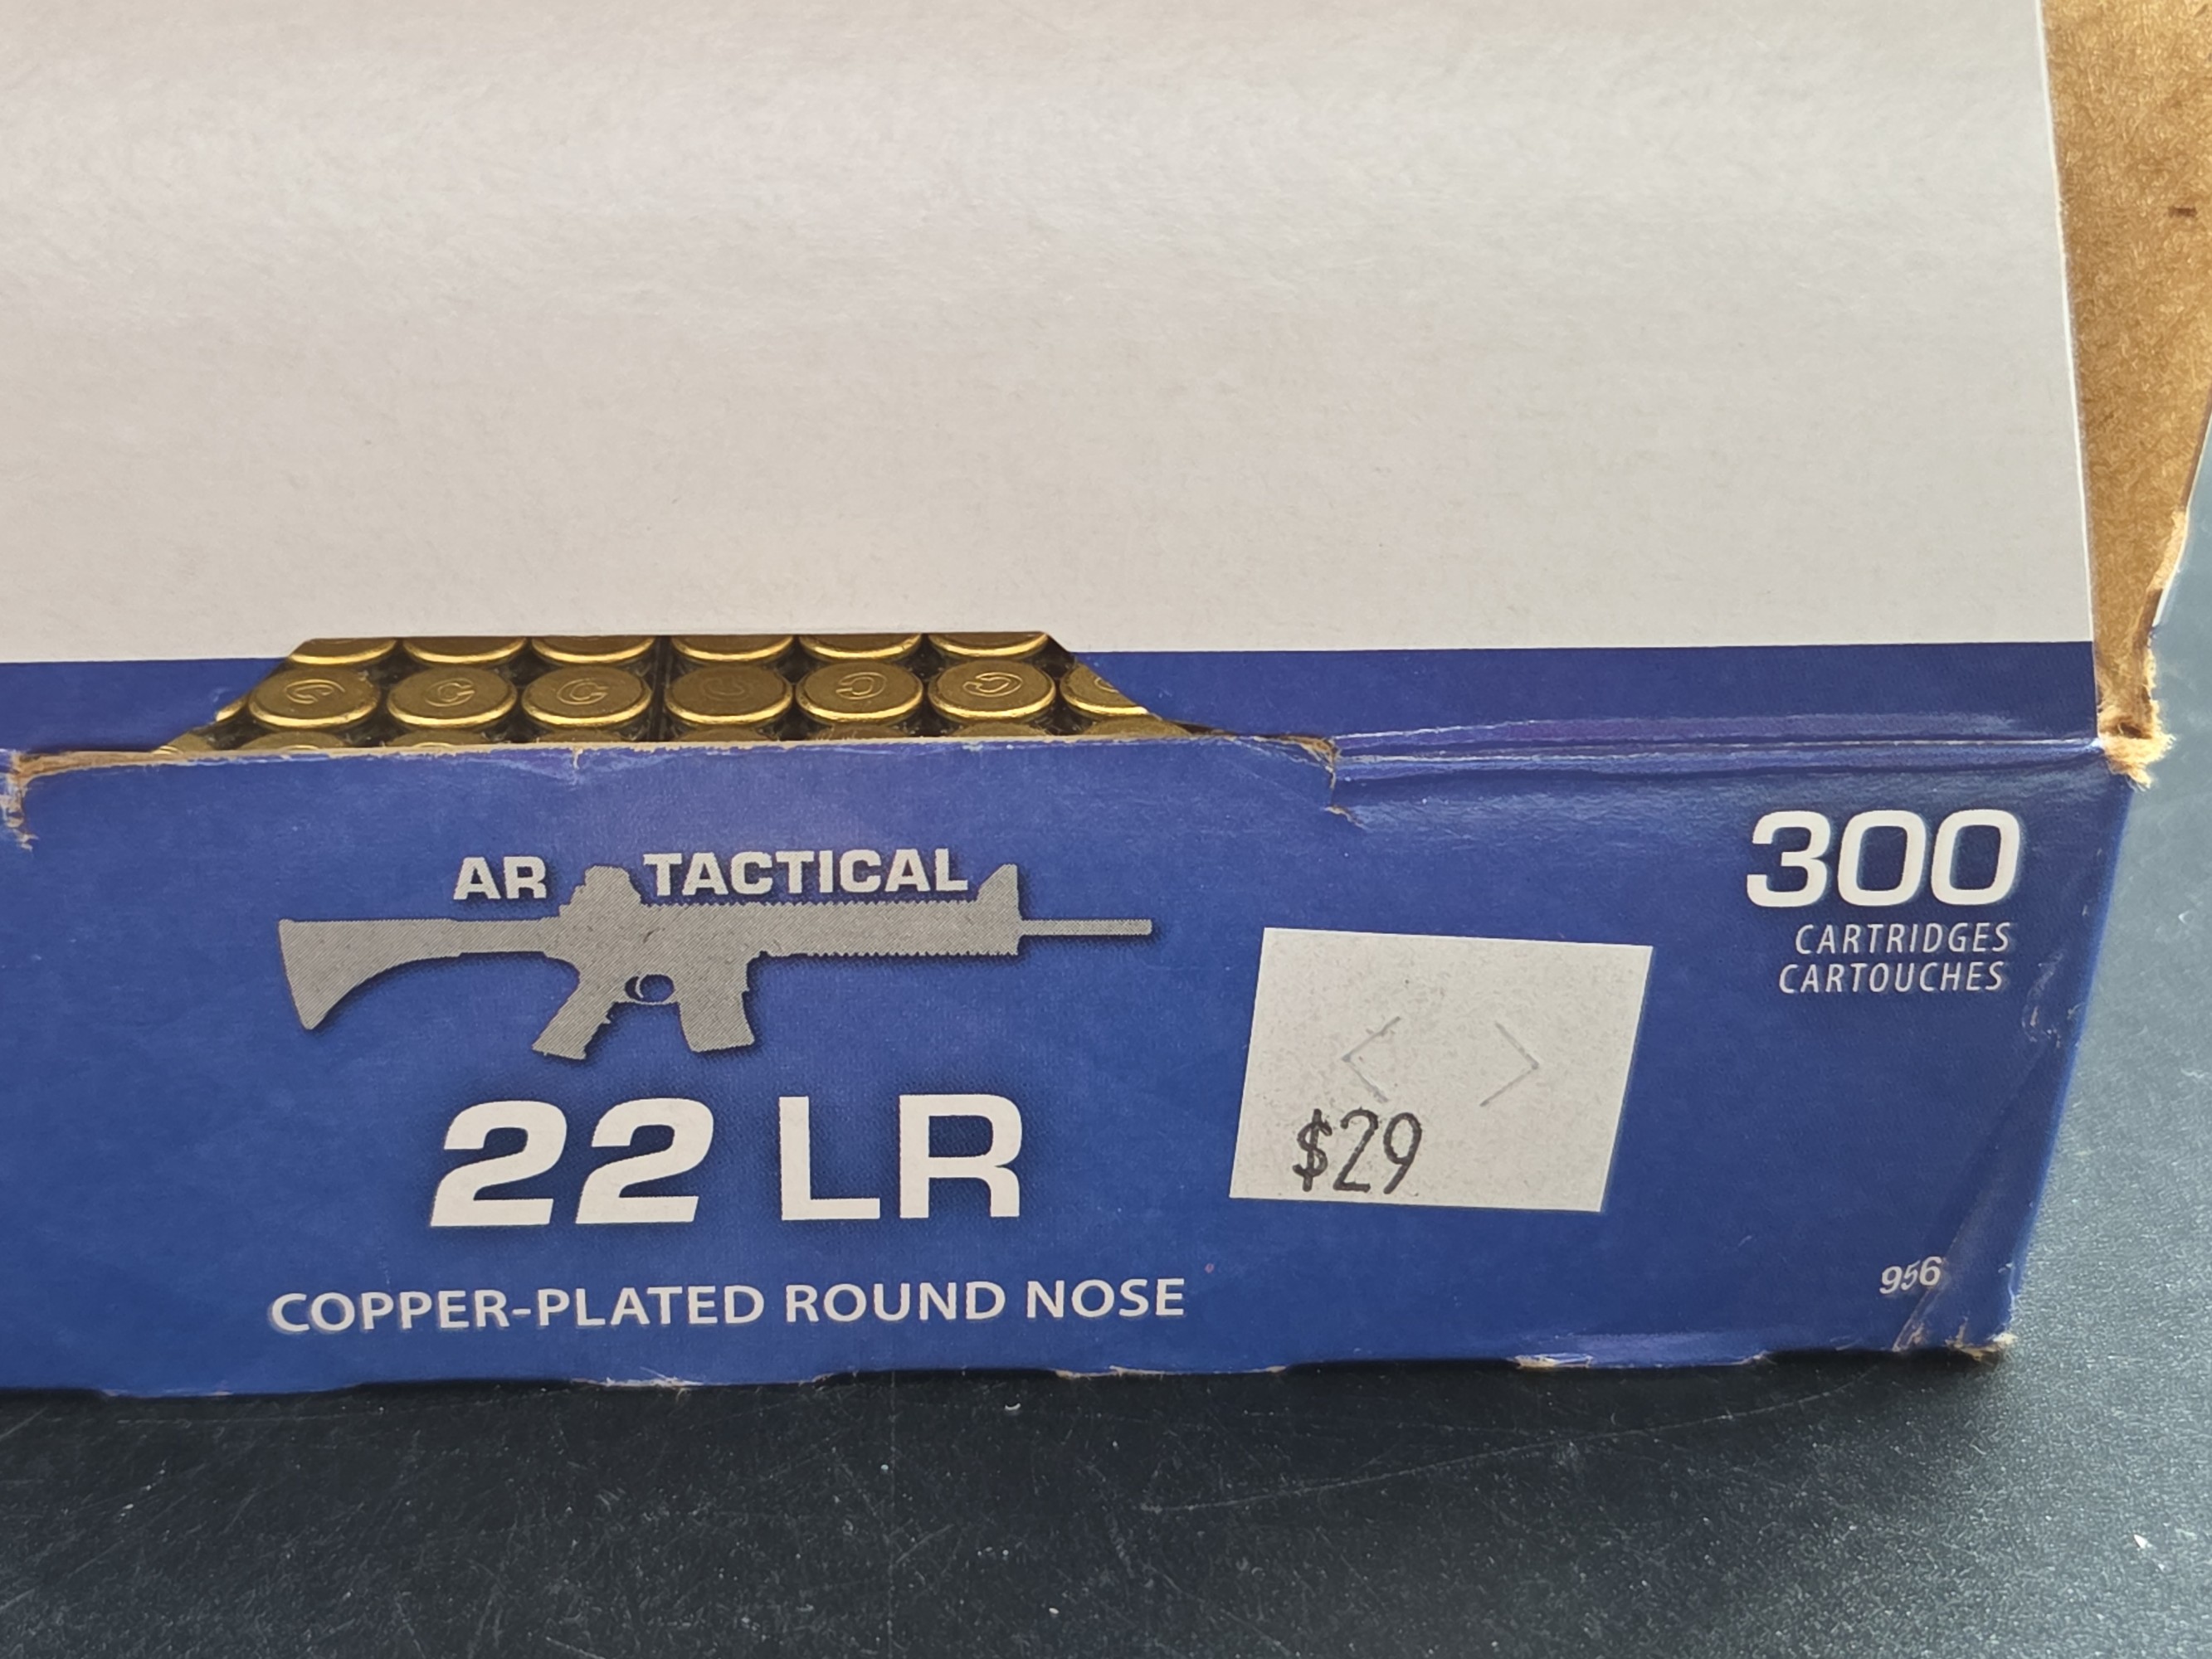 C C C C C C
AR TACTICAL
300
CARTRIDGES
CARTOUCHES
$29
22 LR
956
COPPER-PLATED ROUND NOSE